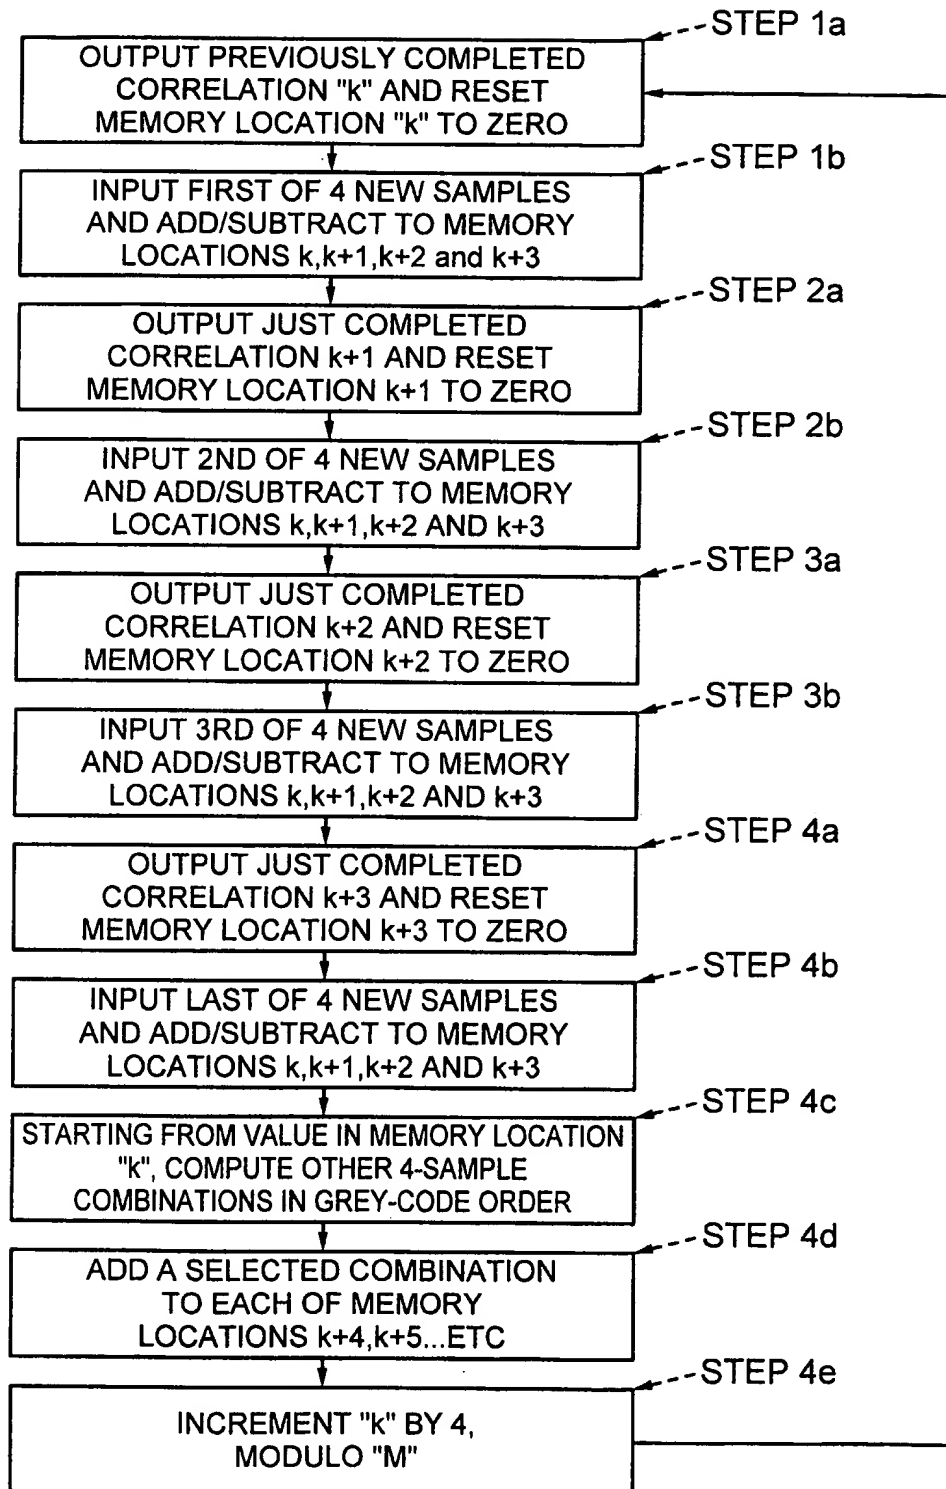 STEP 1a
OUTPUT PREVIOUSLY COMPLETED
CORRELATION "k" AND RESET
MEMORY LOCATION "k" TO ZERO
STEP 1b
INPUT FIRST OF 4 NEW SAMPLES
AND ADD/SUBTRACT TO MEMORY
LOCATIONS k,k+1,k+2 and k+3
STEP 2a
OUTPUT JUST COMPLETED
CORRELATION k+1 AND RESET
MEMORY LOCATION k+1 TO ZERO
STEP 2b
INPUT 2ND OF 4 NEW SAMPLES
AND ADD/SUBTRACT TO MEMORY
LOCATIONS k,k+1,k+2 AND k+3
STEP 3a
OUTPUT JUST COMPLETED
CORRELATION k+2 AND RESET
MEMORY LOCATION k+2 TO ZERO
STEP 3b
INPUT 3RD OF 4 NEW SAMPLES
AND ADD/SUBTRACT TO MEMORY
LOCATIONS k,k+1,k+2 AND k+3
STEP 4a
OUTPUT JUST COMPLETED
CORRELATION k+3 AND RESET
MEMORY LOCATION k+3 TO ZERO
STEP 4b
INPUT LAST OF 4 NEW SAMPLES
AND ADD/SUBTRACT TO MEMORY
LOCATIONS k,k+1,k+2 AND k+3
STEP 4c
STARTING FROM VALUE IN MEMORY LOCATION
"k", COMPUTE OTHER 4-SAMPLE
COMBINATIONS IN GREY-CODE ORDER
STEP 4d
ADD A SELECTED COMBINATION
TO EACH OF MEMORY
LOCATIONS k+4,k+5...ETC
STEP 4e
INCREMENT "k" BY 4,
MODULO "M"